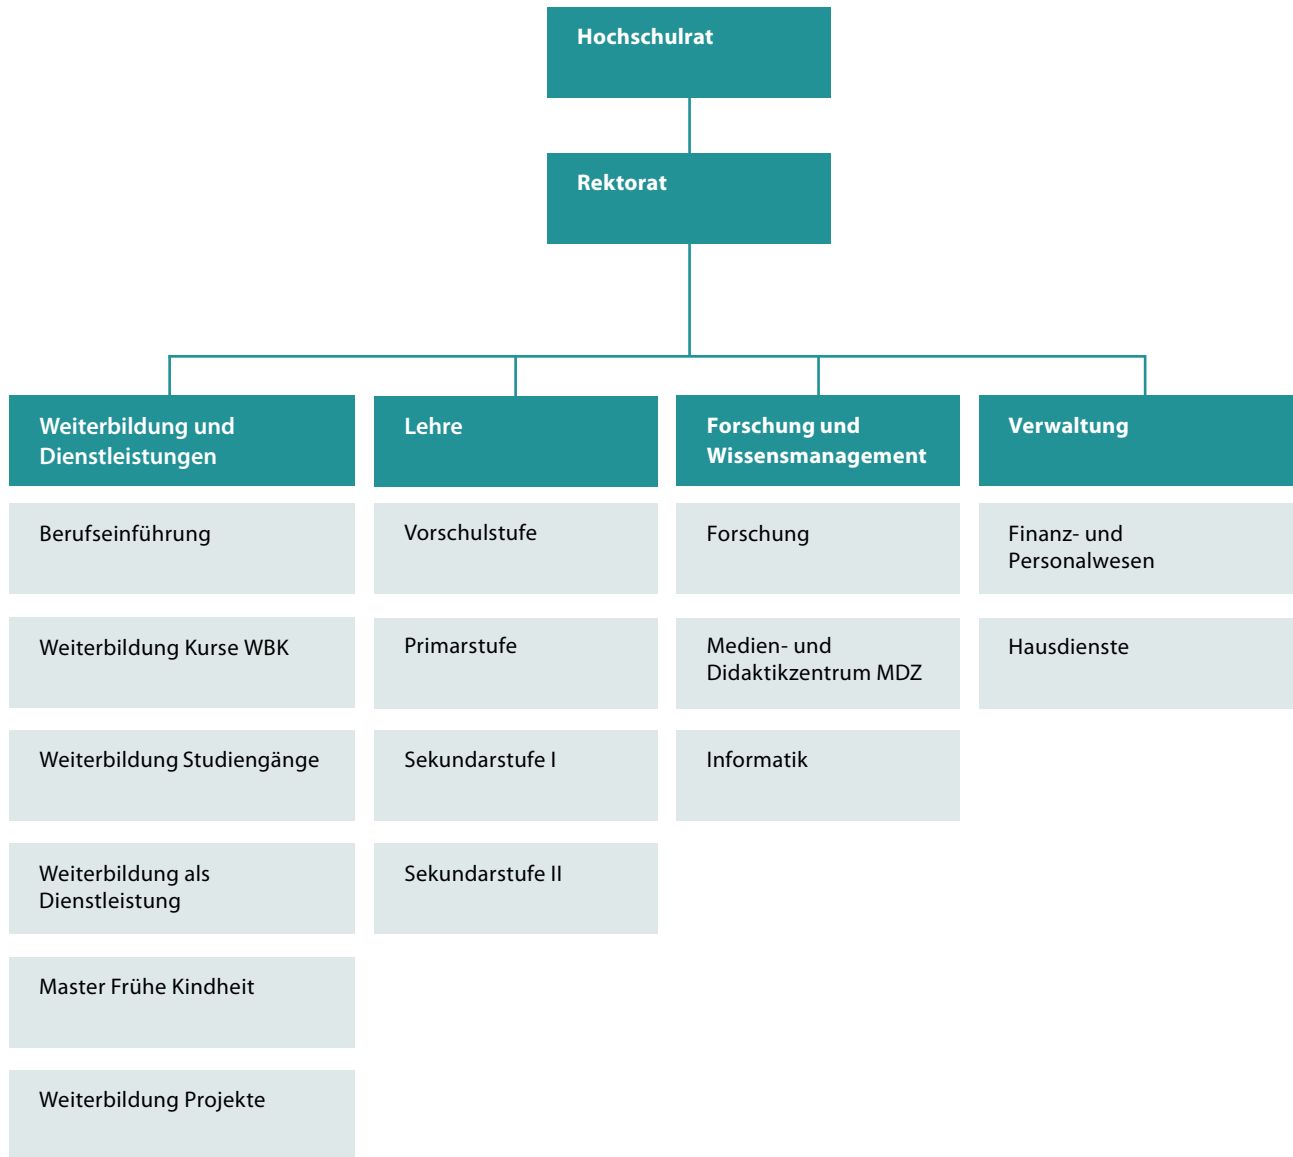 Hochschulrat
Rektorat
Weiterbildung und
Dienstleistungen
Berufseinführung
Weiterbildung Kurse WBK
Weiterbildung Studiengänge
Weiterbildung als
Dienstleistung
Master Frühe Kindheit
Weiterbildung Projekte
Lehre
Vorschulstufe
Primarstufe
Sekundarstufe I
Sekundarstufe II
Forschung und
Wissensmanagement
Forschung
Medien- und
Didaktikzentrum MDZ
Informatik
Verwaltung
Finanz- und
Personalwesen
Hausdienste